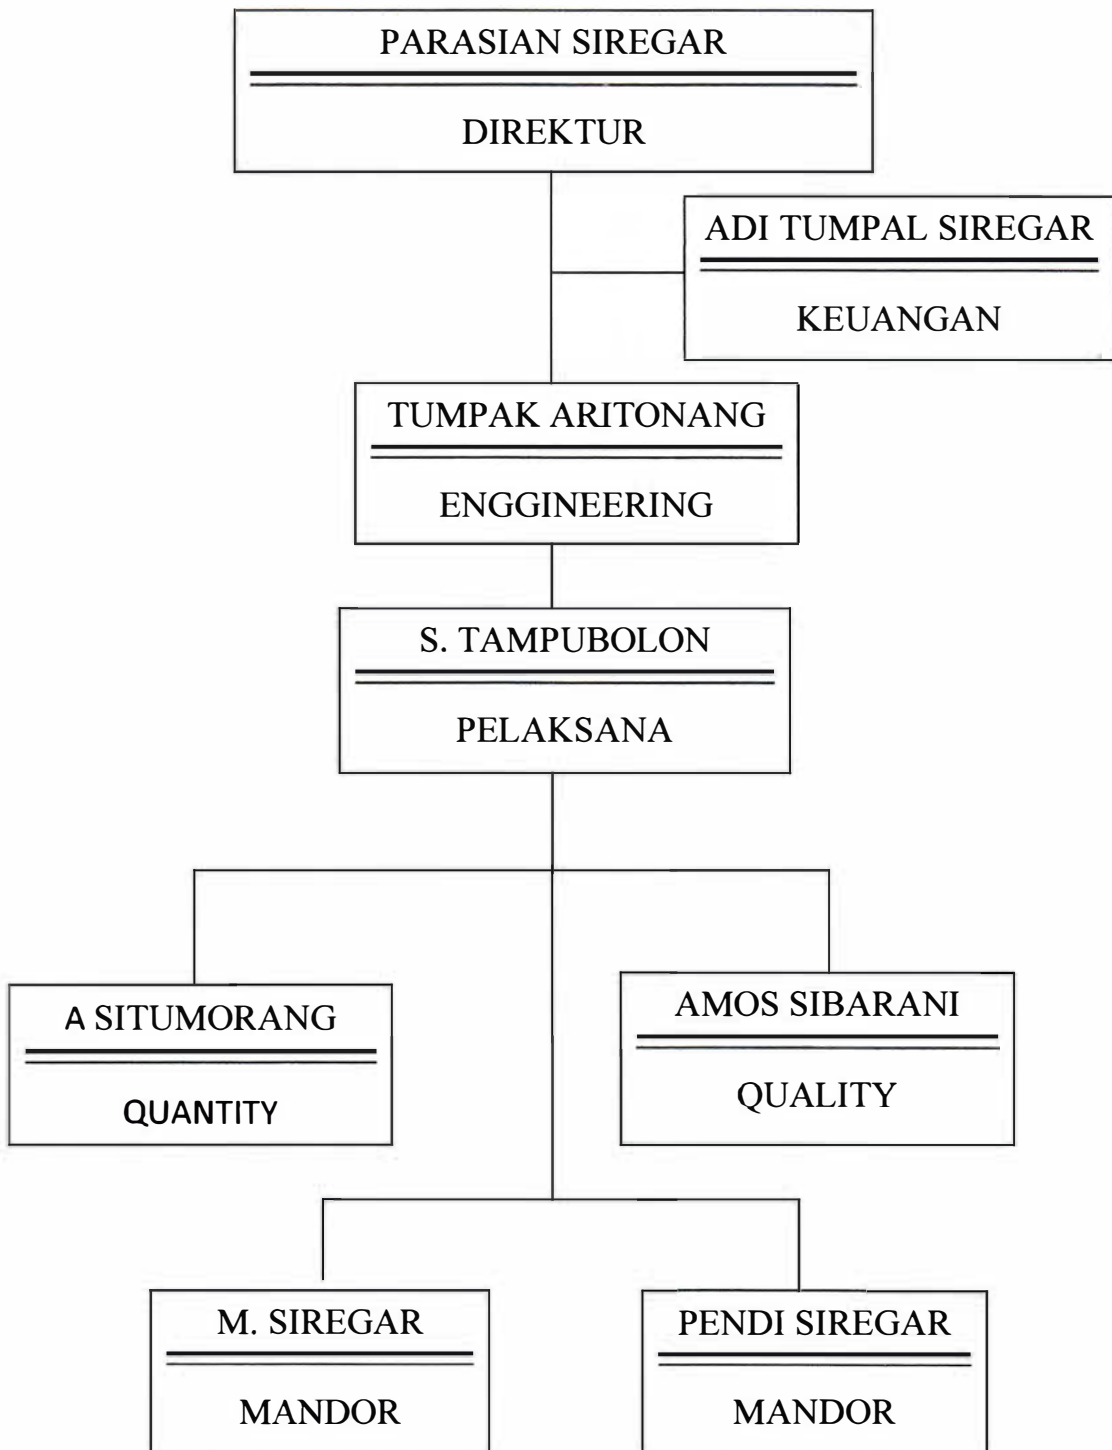 PARASIAN SIREGAR
DIREKTUR
ADI TUMPAL SIREGAR
KEUANGAN
TUMPAK ARITONANG
ENGGINEERING
S. TAMPUBOLON
PELAKSANA
A SITUMORANG
QUANTITY
AMOS SIBARANI
QUALITY
M. SIREGAR
MANDOR
PENDI SIREGAR
MANDOR